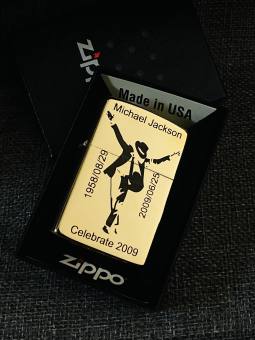 Zippo
Made in USA
Michael Jackson
1958/08/29
2009/06/25
Celebrate 2009
Zippo